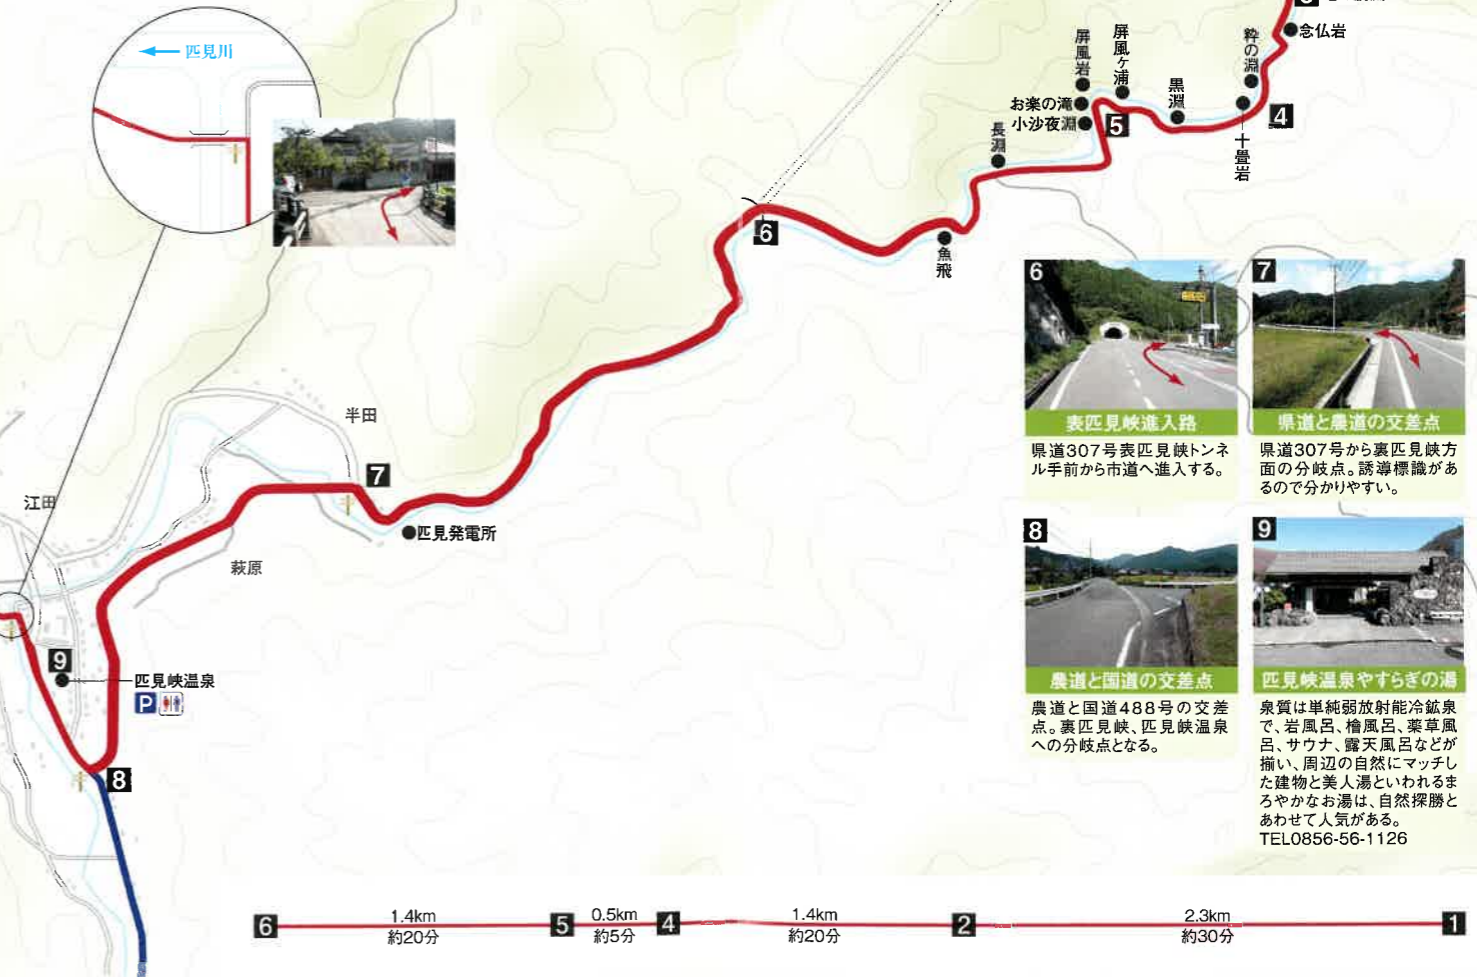 匹見川
念仏岩
屏風岩
屏風ヶ浦
粋の淵
黒淵
お楽の滝
小沙夜淵
4
5
長淵
十畳岩
6
魚飛
半田
7
江田
匹見発電所
萩原
9
匹見峡温泉
P
8
6
表匹見峡進入路
県道307号表匹見峡トンネ
ル手前から市道へ進入する。
7
県道と農道の交差点
県道307号から裏匹見峡方
面の分岐点。誘導標識があ
るので分かりやすい。
8
農道と国道の交差点
農道と国道488号の交差
点。裏匹見峡、匹見峡温泉
への分岐点となる。
9
匹見峡温泉やすらぎの湯
泉質は単純弱放射能冷鉱泉
で、岩風呂、檜風呂、薬草風
呂、サウナ、露天風呂などが
揃い、周辺の自然にマッチし
た建物と美人湯といわれるま
ろやかなお湯は、自然探勝と
あわせて人気がある。
TEL0856-56-1126
6 1.4km 5 0.5km 4 1.4km 2 2.3km 1
約20分 約5分 約20分 約30分